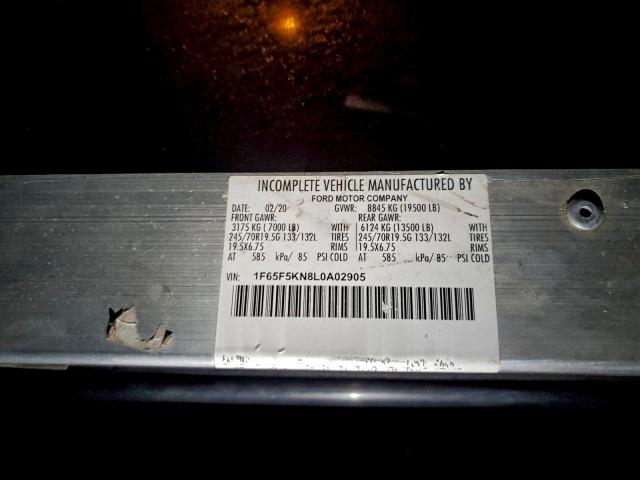 INCOMPLETE VEHICLE MANUFACTURED BY
FORD MOTOR COMPANY
DATE: 02/20 GVWR: 8845 KG (19500 LB)
FRONT GAWR: REAR GAWR:
3175 KG (7000 LB) WITH 6124 KG (13500 LB) WITH
245/70R19.5G 133/132L TIRES 245/70R19.5G 133/132L TIRES
19.5X6.75 RIMS 19.5X6.75 RIMS
AT 585 kPa/ 85 PSI COLD AT 585 kPa/ 85 PSI COLD
VIN: 1F65F5KN8L0A02905